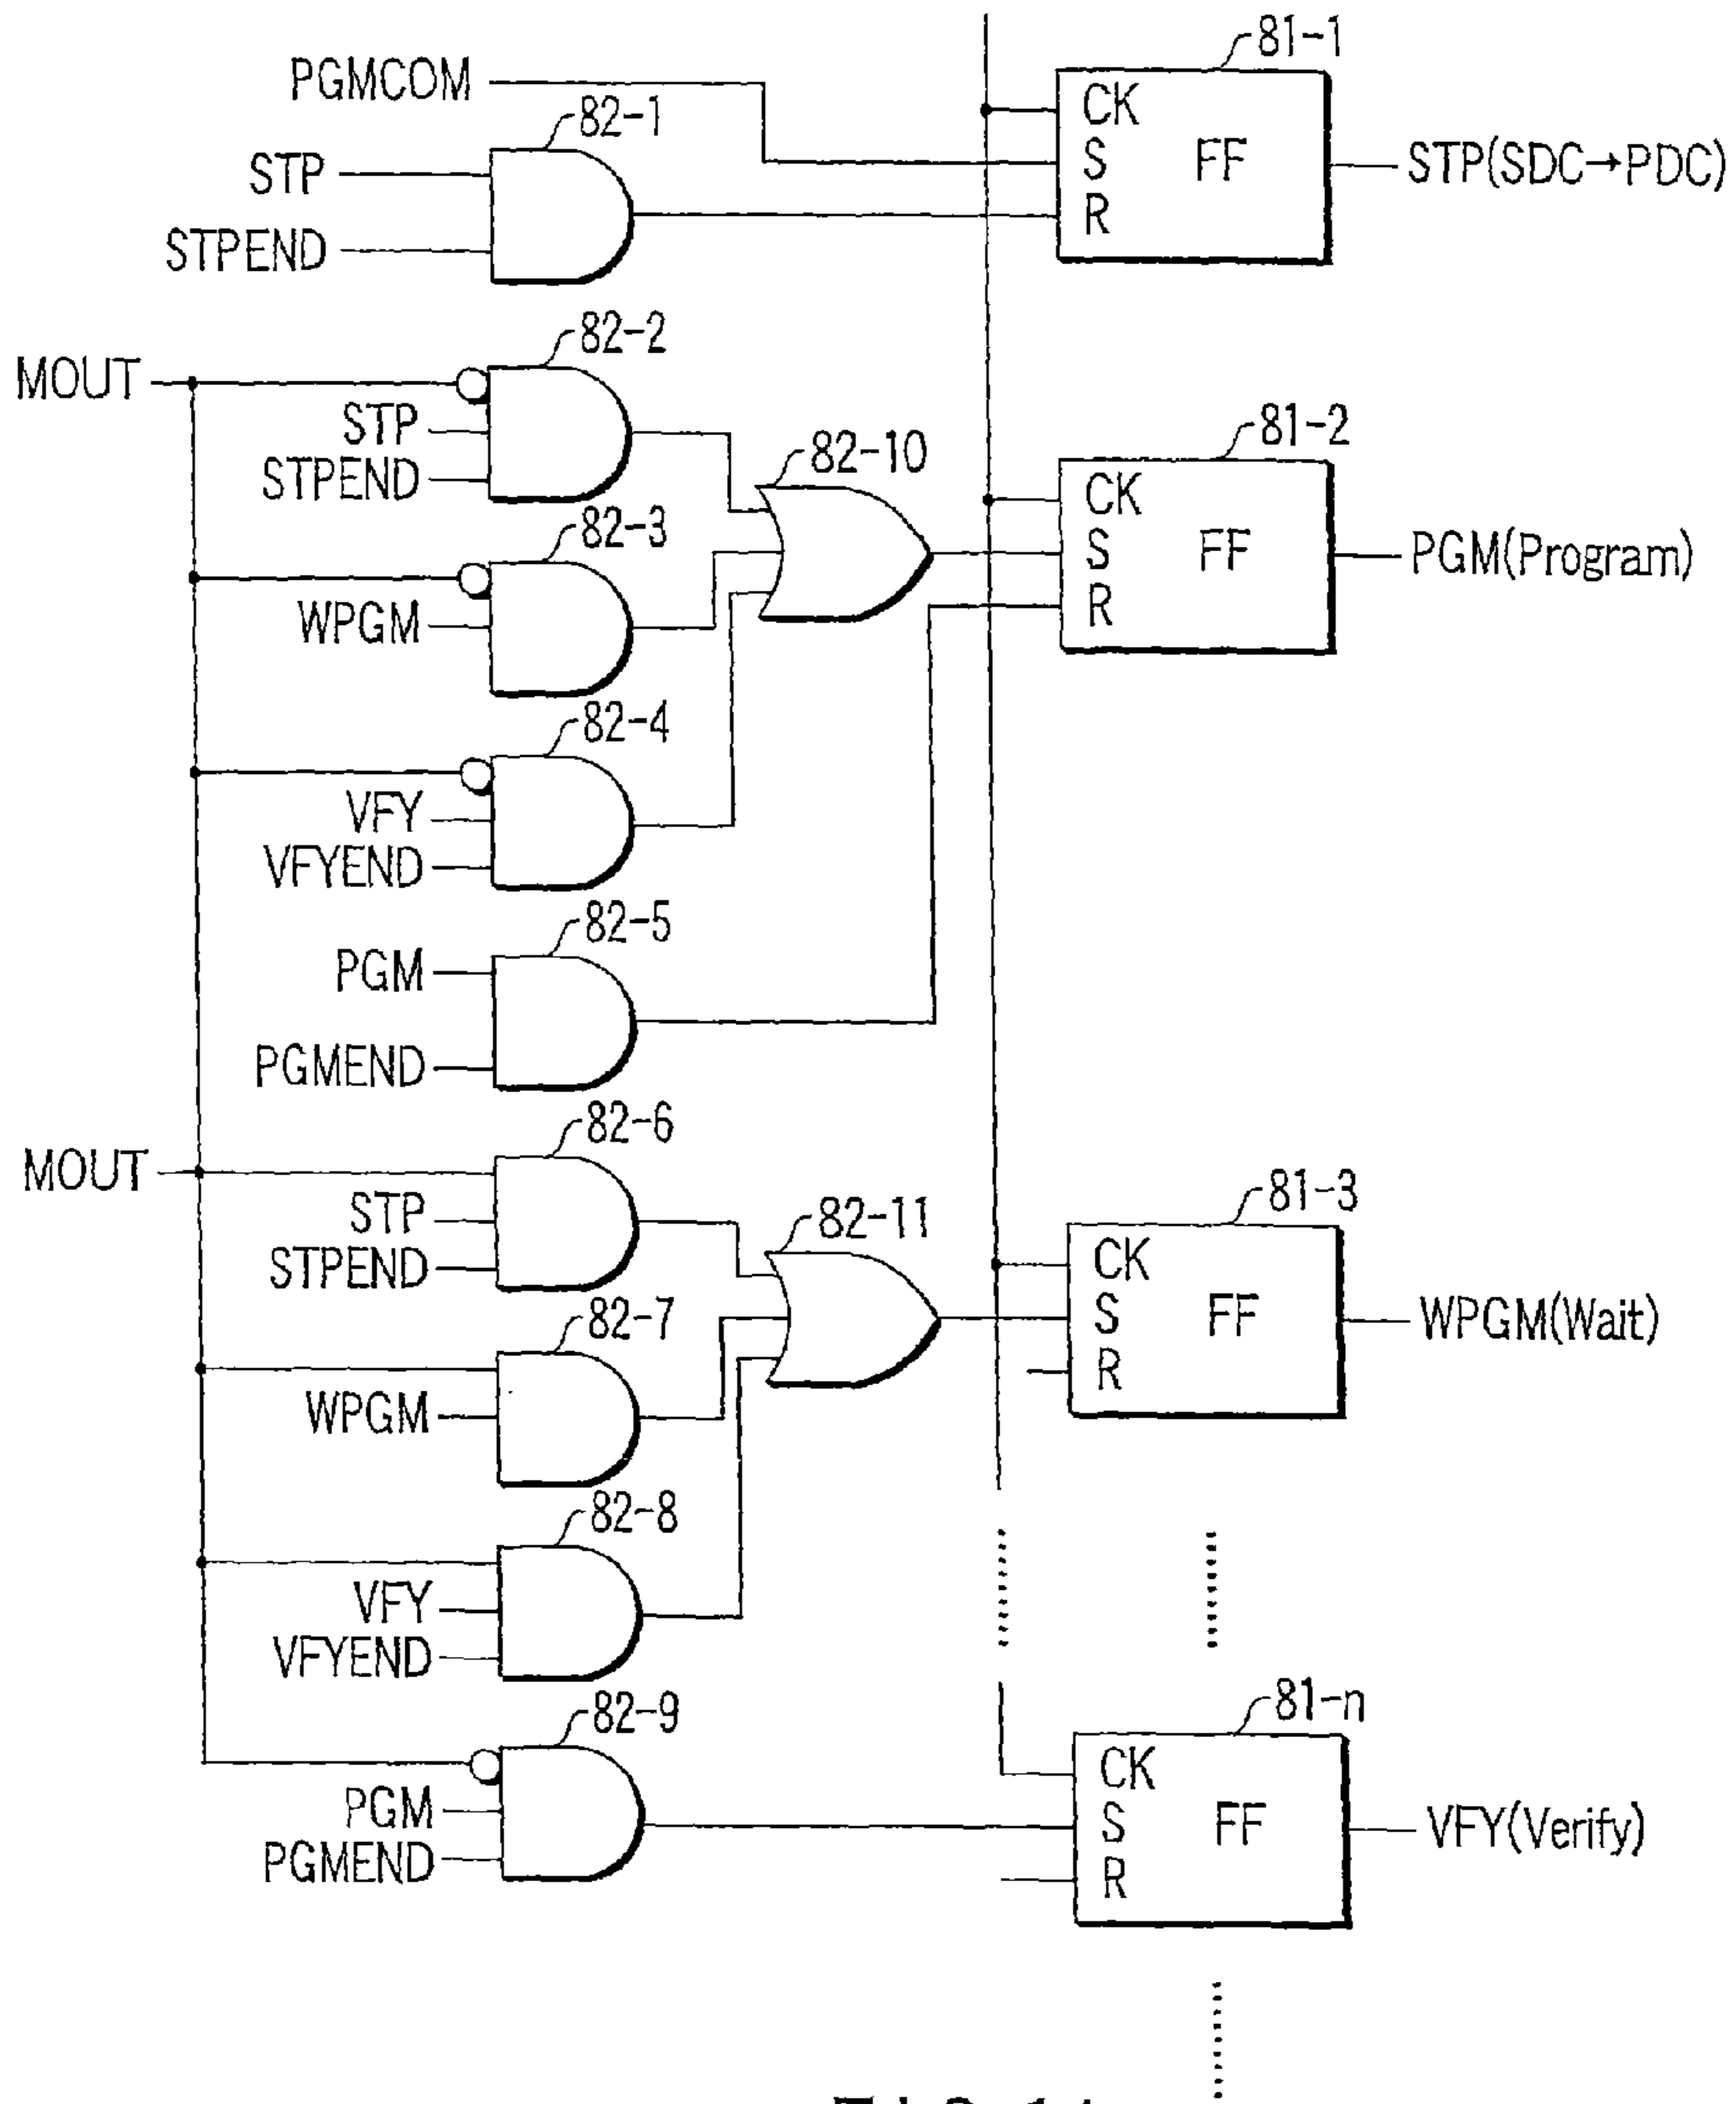 81-1
PGMCOM
CK
82-1
STP
S
FF
STP(SDC→PDC)
R
STPEND
82-2
MOUT
STP
STPEND
82-10
81-2
CK
82-3
S
FF
PGM(Program)
WPGM
R
82-4
VFY
VFYEND
82-5
PGM
PGMEND
82-6
MOUT
81-3
STP
82-11
STPEND
CK
82-7
S
FF
WPGM(Wait)
R
WPGM
82-8
VFY
VFYEND
82-9
81-n
CK
PGM
S
FF
VFY(Verify)
PGMEND
R